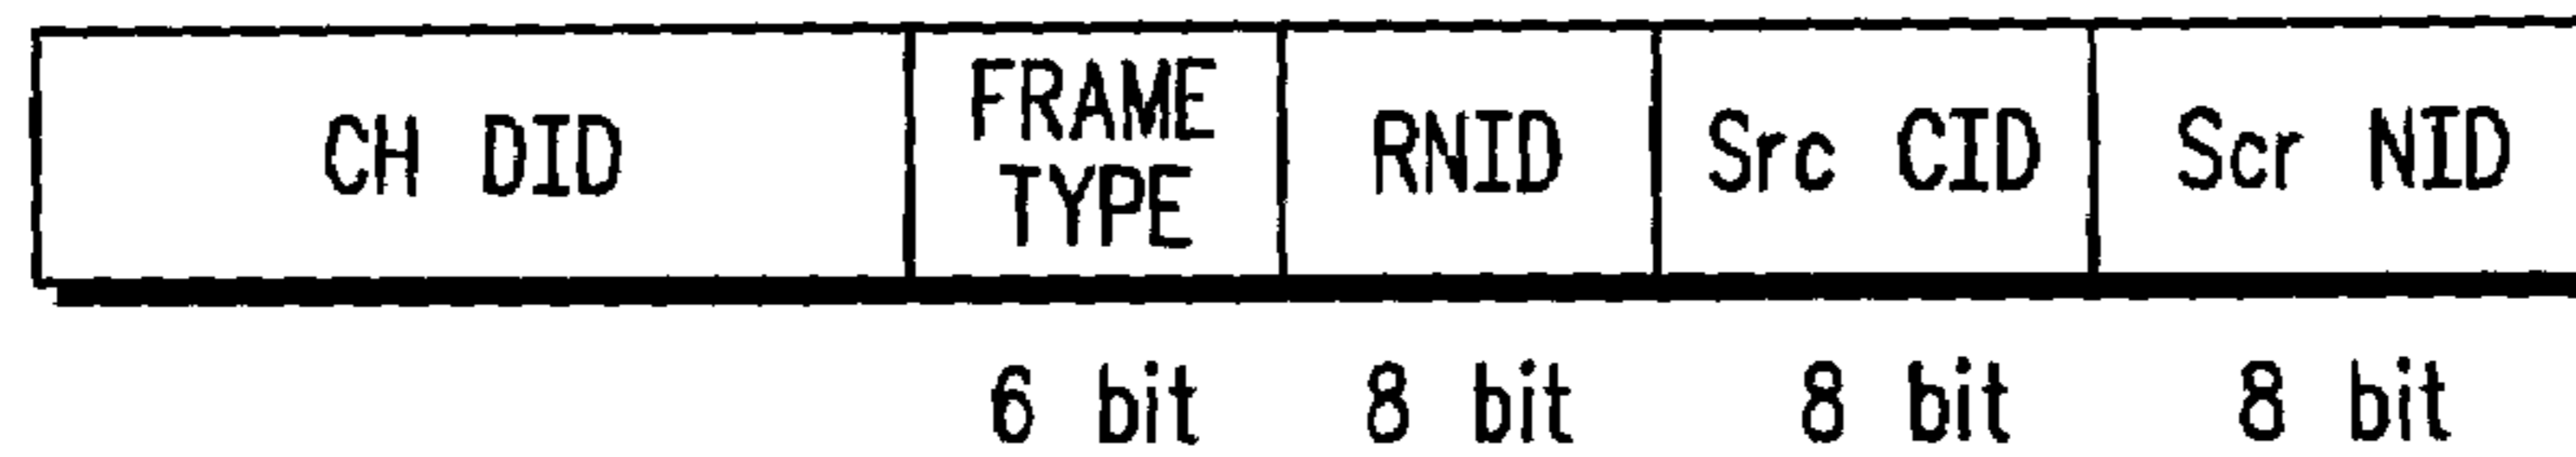 CH DID
FRAME
TYPE
RNID
Src CID
Scr NID
6 bit
8 bit
8 bit
8 bit